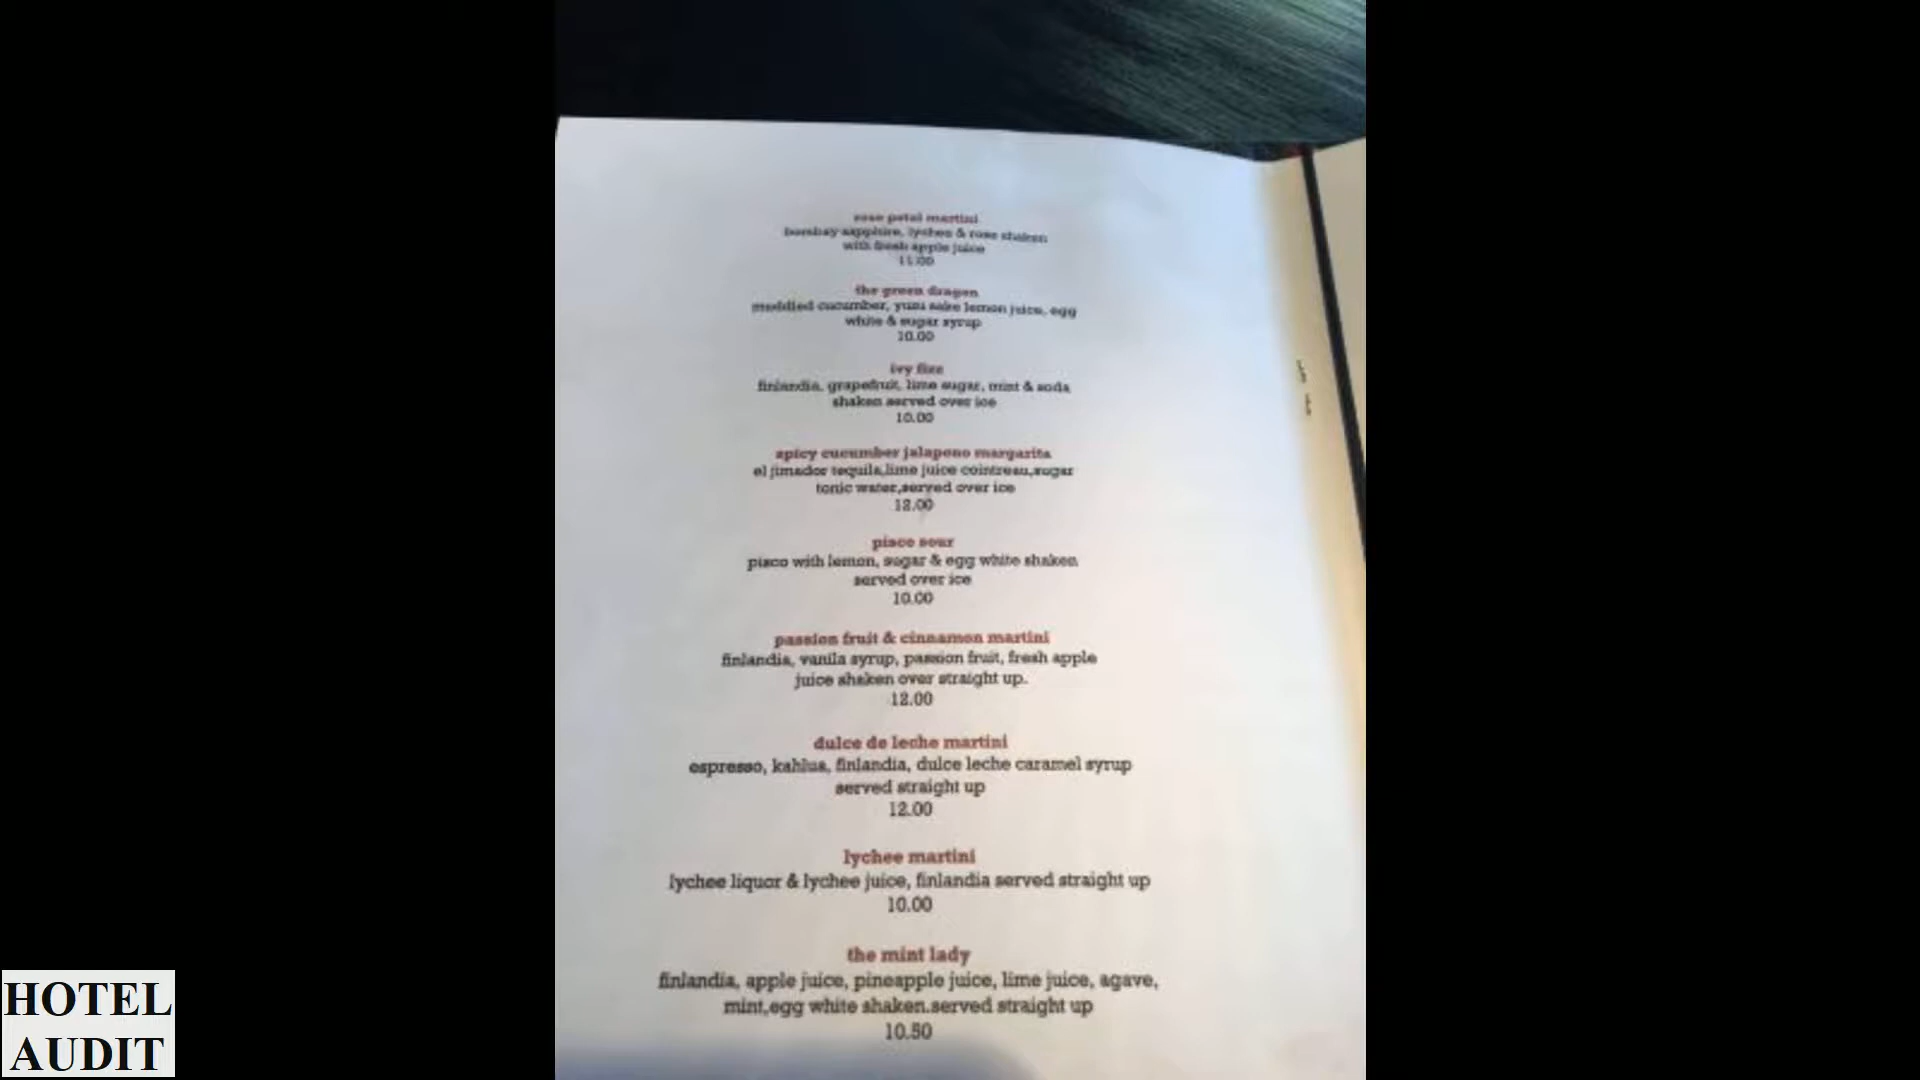 rose petal martini
bombay sapphire, lychee & rose shaken
with fresh apple juice
11.00
the green dragon
muddled cucumber, yuzu sake lemon juice, egg
white & sugar syrup
10.00
ivy fizz
finlandia, grapefruit, lime sugar, mint & soda
shaken served over ice
10.00
spicy cucumber jalapeno margarita
el jimador tequila,lime juice cointreau,sugar
tonic water,served over ice
12.00
pisco sour
pisco with lemon, sugar & egg white shaken
served over ice
10.00
passion fruit & cinnamon martini
finlandia, vanila syrup, passion fruit, fresh apple
juice shaken over straight up.
12.00
dulce de leche martini
espresso, kahlua, finlandia, dulce leche caramel syrup
served straight up
12.00
lychee martini
lychee liquor & lychee juice, finlandia served straight up
10.00
the mint lady
finlandia, apple juice, pineapple juice, lime juice, agave,
mint,egg white shaken.served straight up
10.50
HOTEL
AUDIT